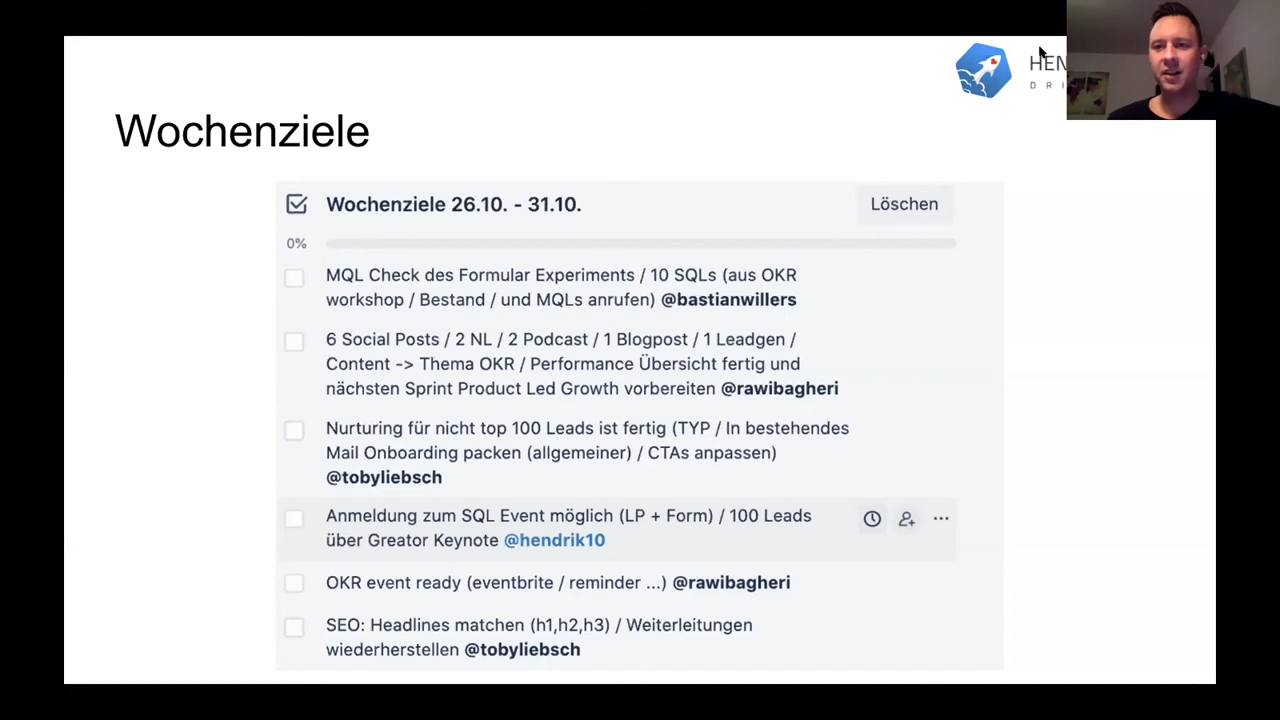 HEN
DRI
Wochenziele
Wochenziele 26.10. - 31.10.
Löschen
0%
MQL Check des Formular Experiments / 10 SQLs (aus OKR
workshop / Bestand / und MQLs anrufen) @bastianwillers
6 Social Posts / 2 NL / 2 Podcast / 1 Blogpost / 1 Leadgen /
Content -> Thema OKR / Performance Übersicht fertig und
nächsten Sprint Product Led Growth vorbereiten @rawibagheri
Nurturing für nicht top 100 Leads ist fertig (TYP / In bestehendes
Mail Onboarding packen (allgemeiner) / CTAs anpassen)
@tobyliebsch
Anmeldung zum SQL Event möglich (LP + Form) / 100 Leads
über Greator Keynote @hendrik10
OKR event ready (eventbrite / reminder ...) @rawibagheri
SEO: Headlines matchen (h1,h2,h3) / Weiterleitungen
wiederherstellen @tobyliebsch